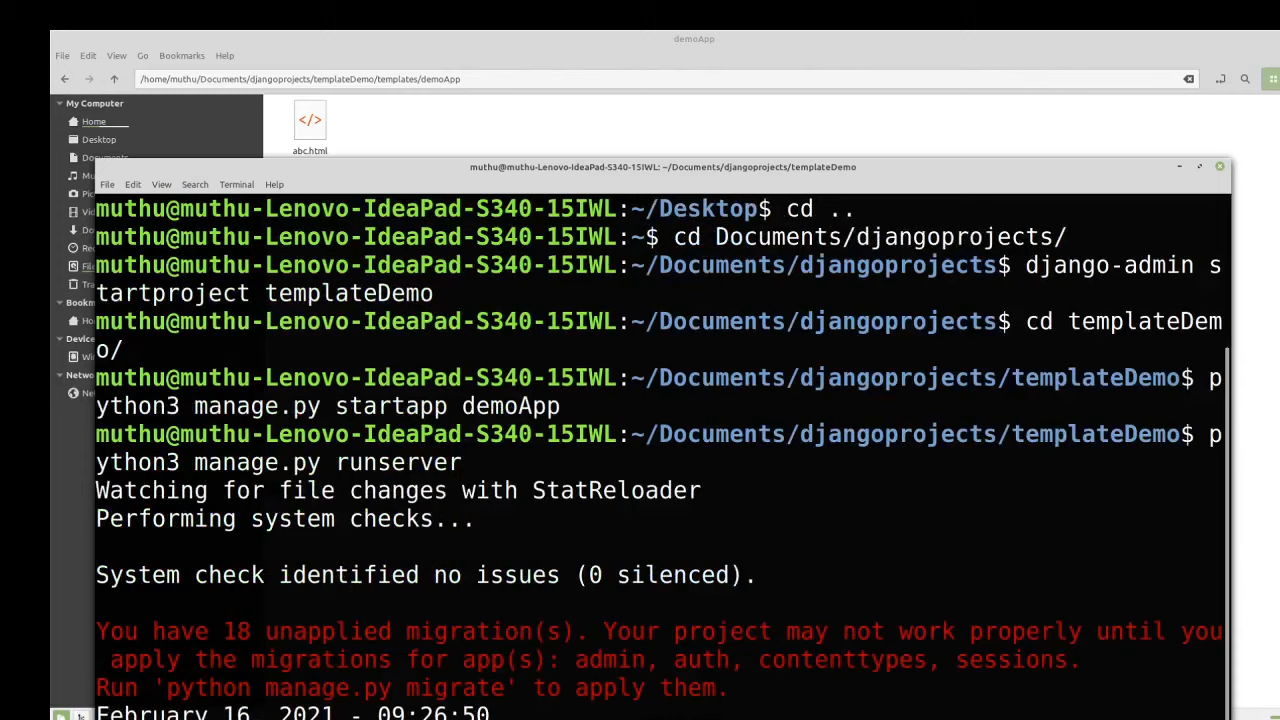 demoApp
File Edit View Go Bookmarks Help
/home/muthu/Documents/djangoprojects/templateDemo/templates/demoApp
My Computer
Home
Desktop
abc.html
muthu@muthu-Lenovo-IdeaPad-S340-15IWL: ~/Documents/djangoprojects/templateDemo
File Edit View Search Terminal Help
muthu@muthu-Lenovo-IdeaPad-S340-15IWL:~/Desktop$ cd ..
muthu@muthu-Lenovo-IdeaPad-S340-15IWL:~$ cd Documents/djangoprojects/
muthu@muthu-Lenovo-IdeaPad-S340-15IWL:~/Documents/djangoprojects$ django-admin s
tartproject templateDemo
muthu@muthu-Lenovo-IdeaPad-S340-15IWL:~/Documents/djangoprojects$ cd templateDem
o/
muthu@muthu-Lenovo-IdeaPad-S340-15IWL:~/Documents/djangoprojects/templateDemo$ p
ython3 manage.py startapp demoApp
muthu@muthu-Lenovo-IdeaPad-S340-15IWL:~/Documents/djangoprojects/templateDemo$ p
ython3 manage.py runserver
Watching for file changes with StatReloader
Performing system checks...
System check identified no issues (0 silenced).
You have 18 unapplied migration(s). Your project may not work properly until you
apply the migrations for app(s): admin, auth, contenttypes, sessions.
Run 'python manage.py migrate' to apply them.
February 16, 2021 - 09:26:50